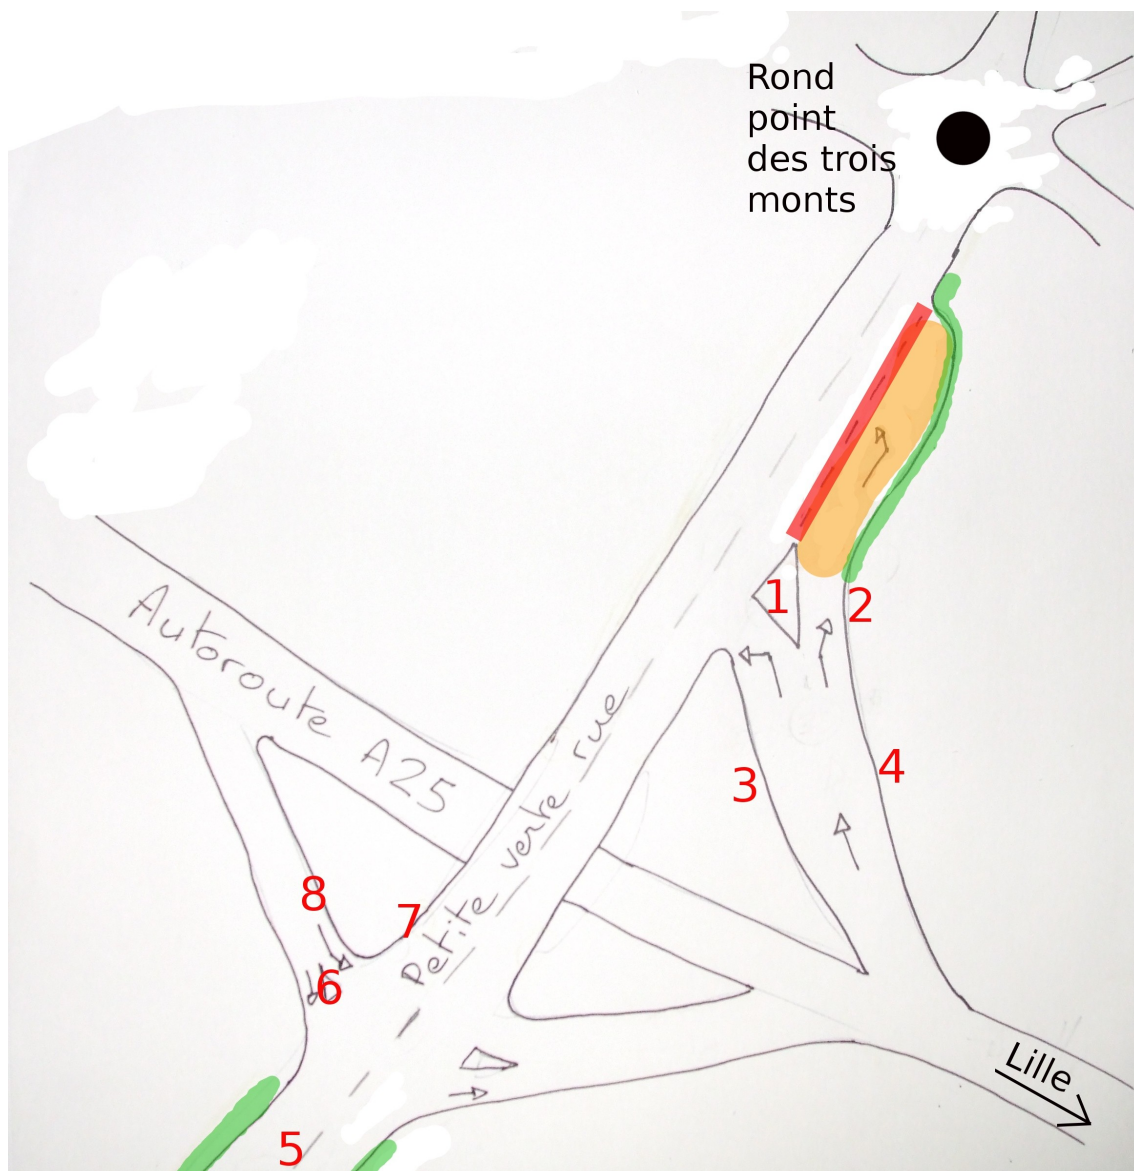 Rond
point
des trois
monts
1
2
Autoroute A25
Petite verte rue
3
4
8
7
6
Lille
5